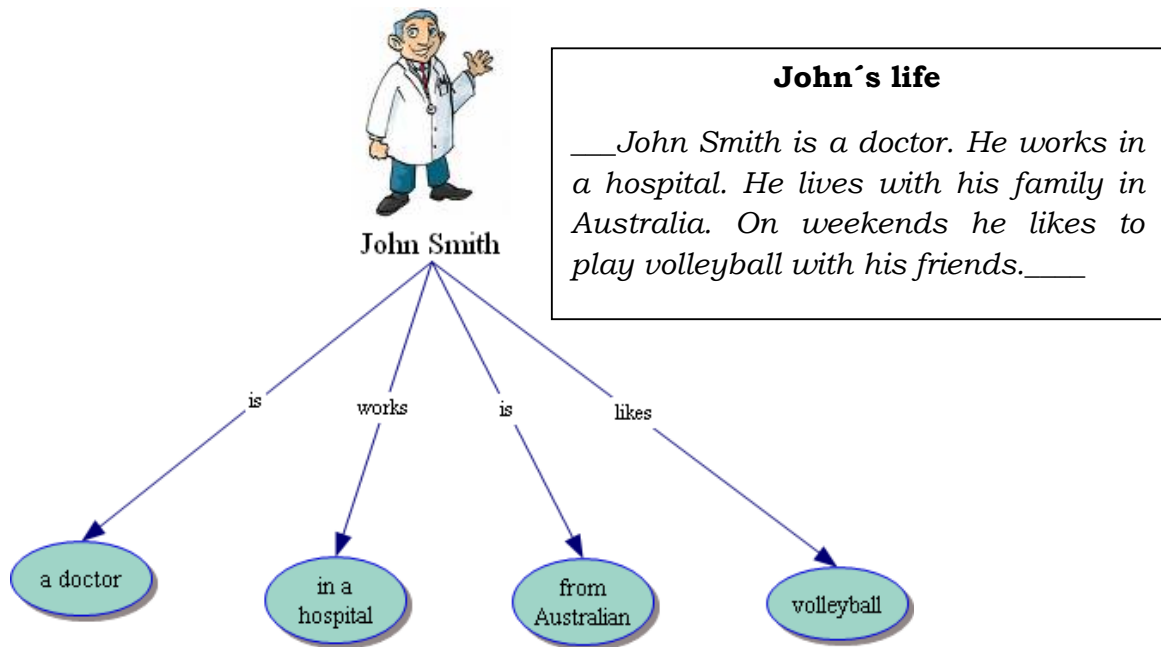 John´s life
___John Smith is a doctor. He works in
a hospital. He lives with his family in
Australia. On weekends he likes to
play volleyball with his friends.____
John Smith
is
works
is
likes
a doctor
in a
hospital
from
Australian
volleyball